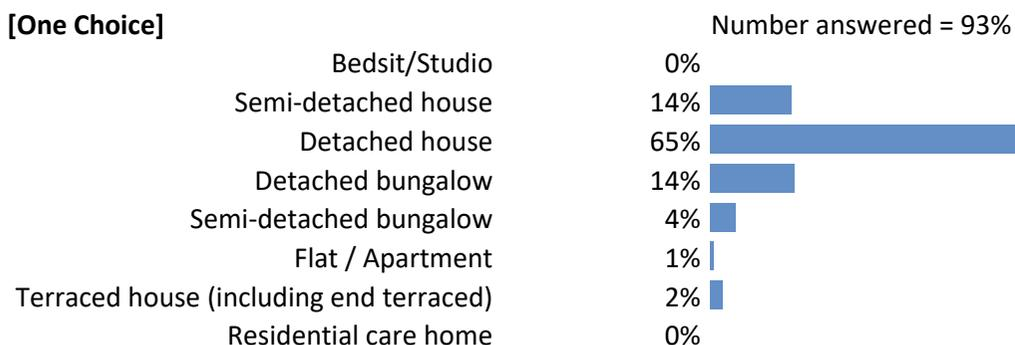 [One Choice] Number answered = 93%
Bedsit/Studio 0%
Semi-detached house 14%
Detached house 65%
Detached bungalow 14%
Semi-detached bungalow 4%
Flat / Apartment 1%
Terraced house (including end terraced) 2%
Residential care home 0%